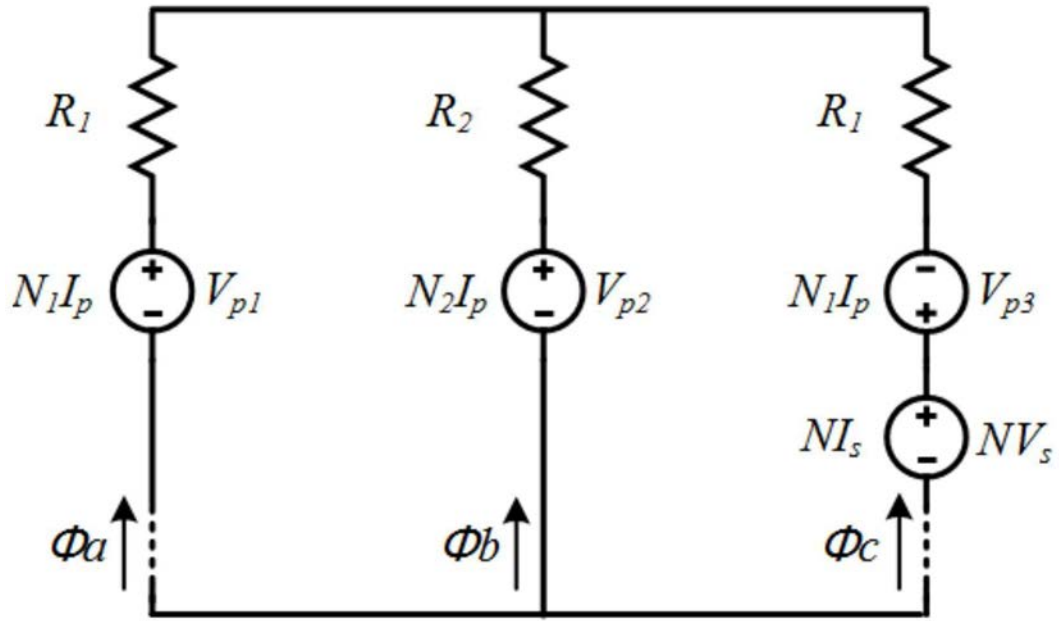 R₁ R₂ R₁
N₁Iₚ + - Vₚ₁ N₂Iₚ + - Vₚ₂ N₁Iₚ - + Vₚ₃
NIₛ + - NVₛ
Φa Φb Φc